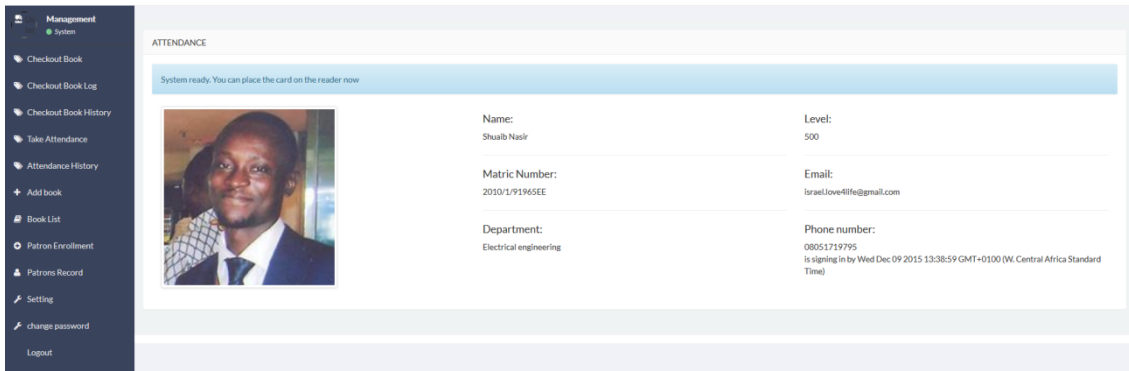 Management
System
Checkout Book
Checkout Book Log
Checkout Book History
Take Attendance
Attendance History
Add book
Book List
Patron Enrollment
Patrons Record
Setting
change password
Logout
ATTENDANCE
System ready. You can place the card on the reader now
Name:
Shuaib Nasir
Level:
500
Matric Number:
2010/1/91965EE
Email:
israel.love4life@gmail.com
Department:
Electrical engineering
Phone number:
08051719795
is signing in by Wed Dec 09 2015 13:38:59 GMT+0100 (W. Central Africa Standard
Time)